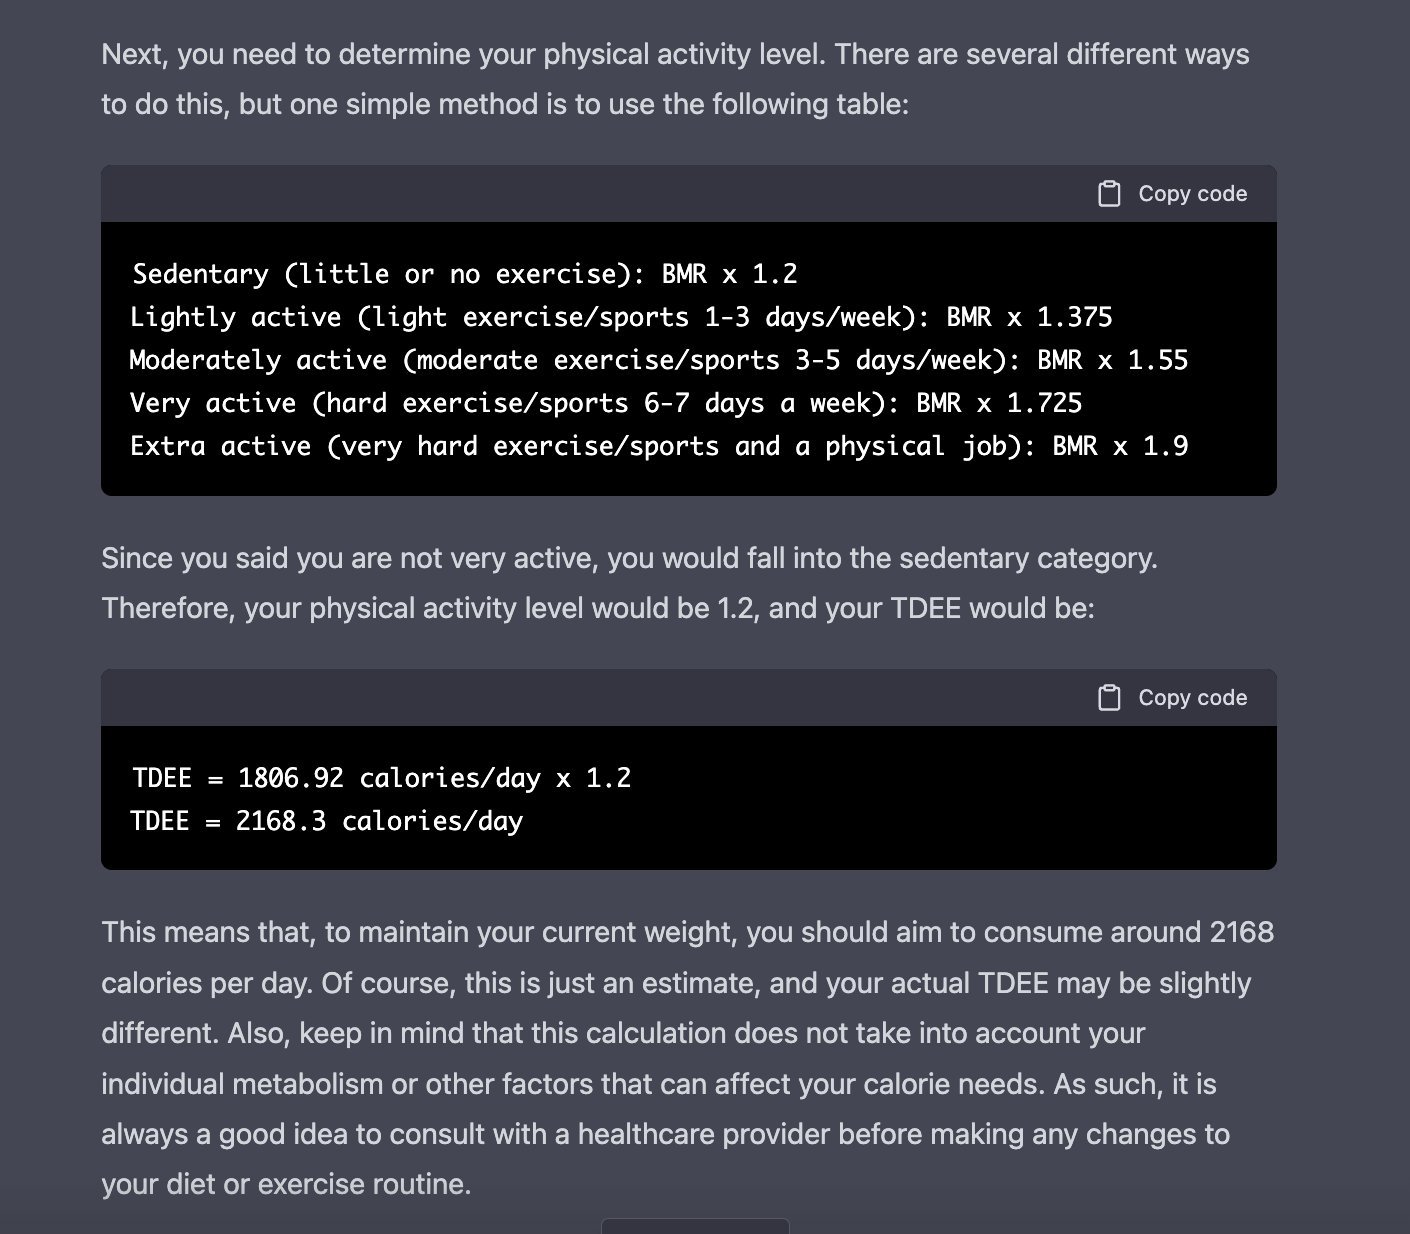 Next, you need to determine your physical activity level. There are several different ways
to do this, but one simple method is to use the following table:
Copy code
Sedentary (little or no exercise): BMR x 1.2
Lightly active (light exercise/sports 1-3 days/week): BMR x 1.375
Moderately active (moderate exercise/sports 3-5 days/week): BMR x 1.55
Very active (hard exercise/sports 6-7 days a week): BMR x 1.725
Extra active (very hard exercise/sports and a physical job): BMR x 1.9
Since you said you are not very active, you would fall into the sedentary category.
Therefore, your physical activity level would be 1.2, and your TDEE would be:
Copy code
TDEE = 1806.92 calories/day x 1.2
TDEE = 2168.3 calories/day
This means that, to maintain your current weight, you should aim to consume around 2168
calories per day. Of course, this is just an estimate, and your actual TDEE may be slightly
different. Also, keep in mind that this calculation does not take into account your
individual metabolism or other factors that can affect your calorie needs. As such, it is
always a good idea to consult with a healthcare provider before making any changes to
your diet or exercise routine.